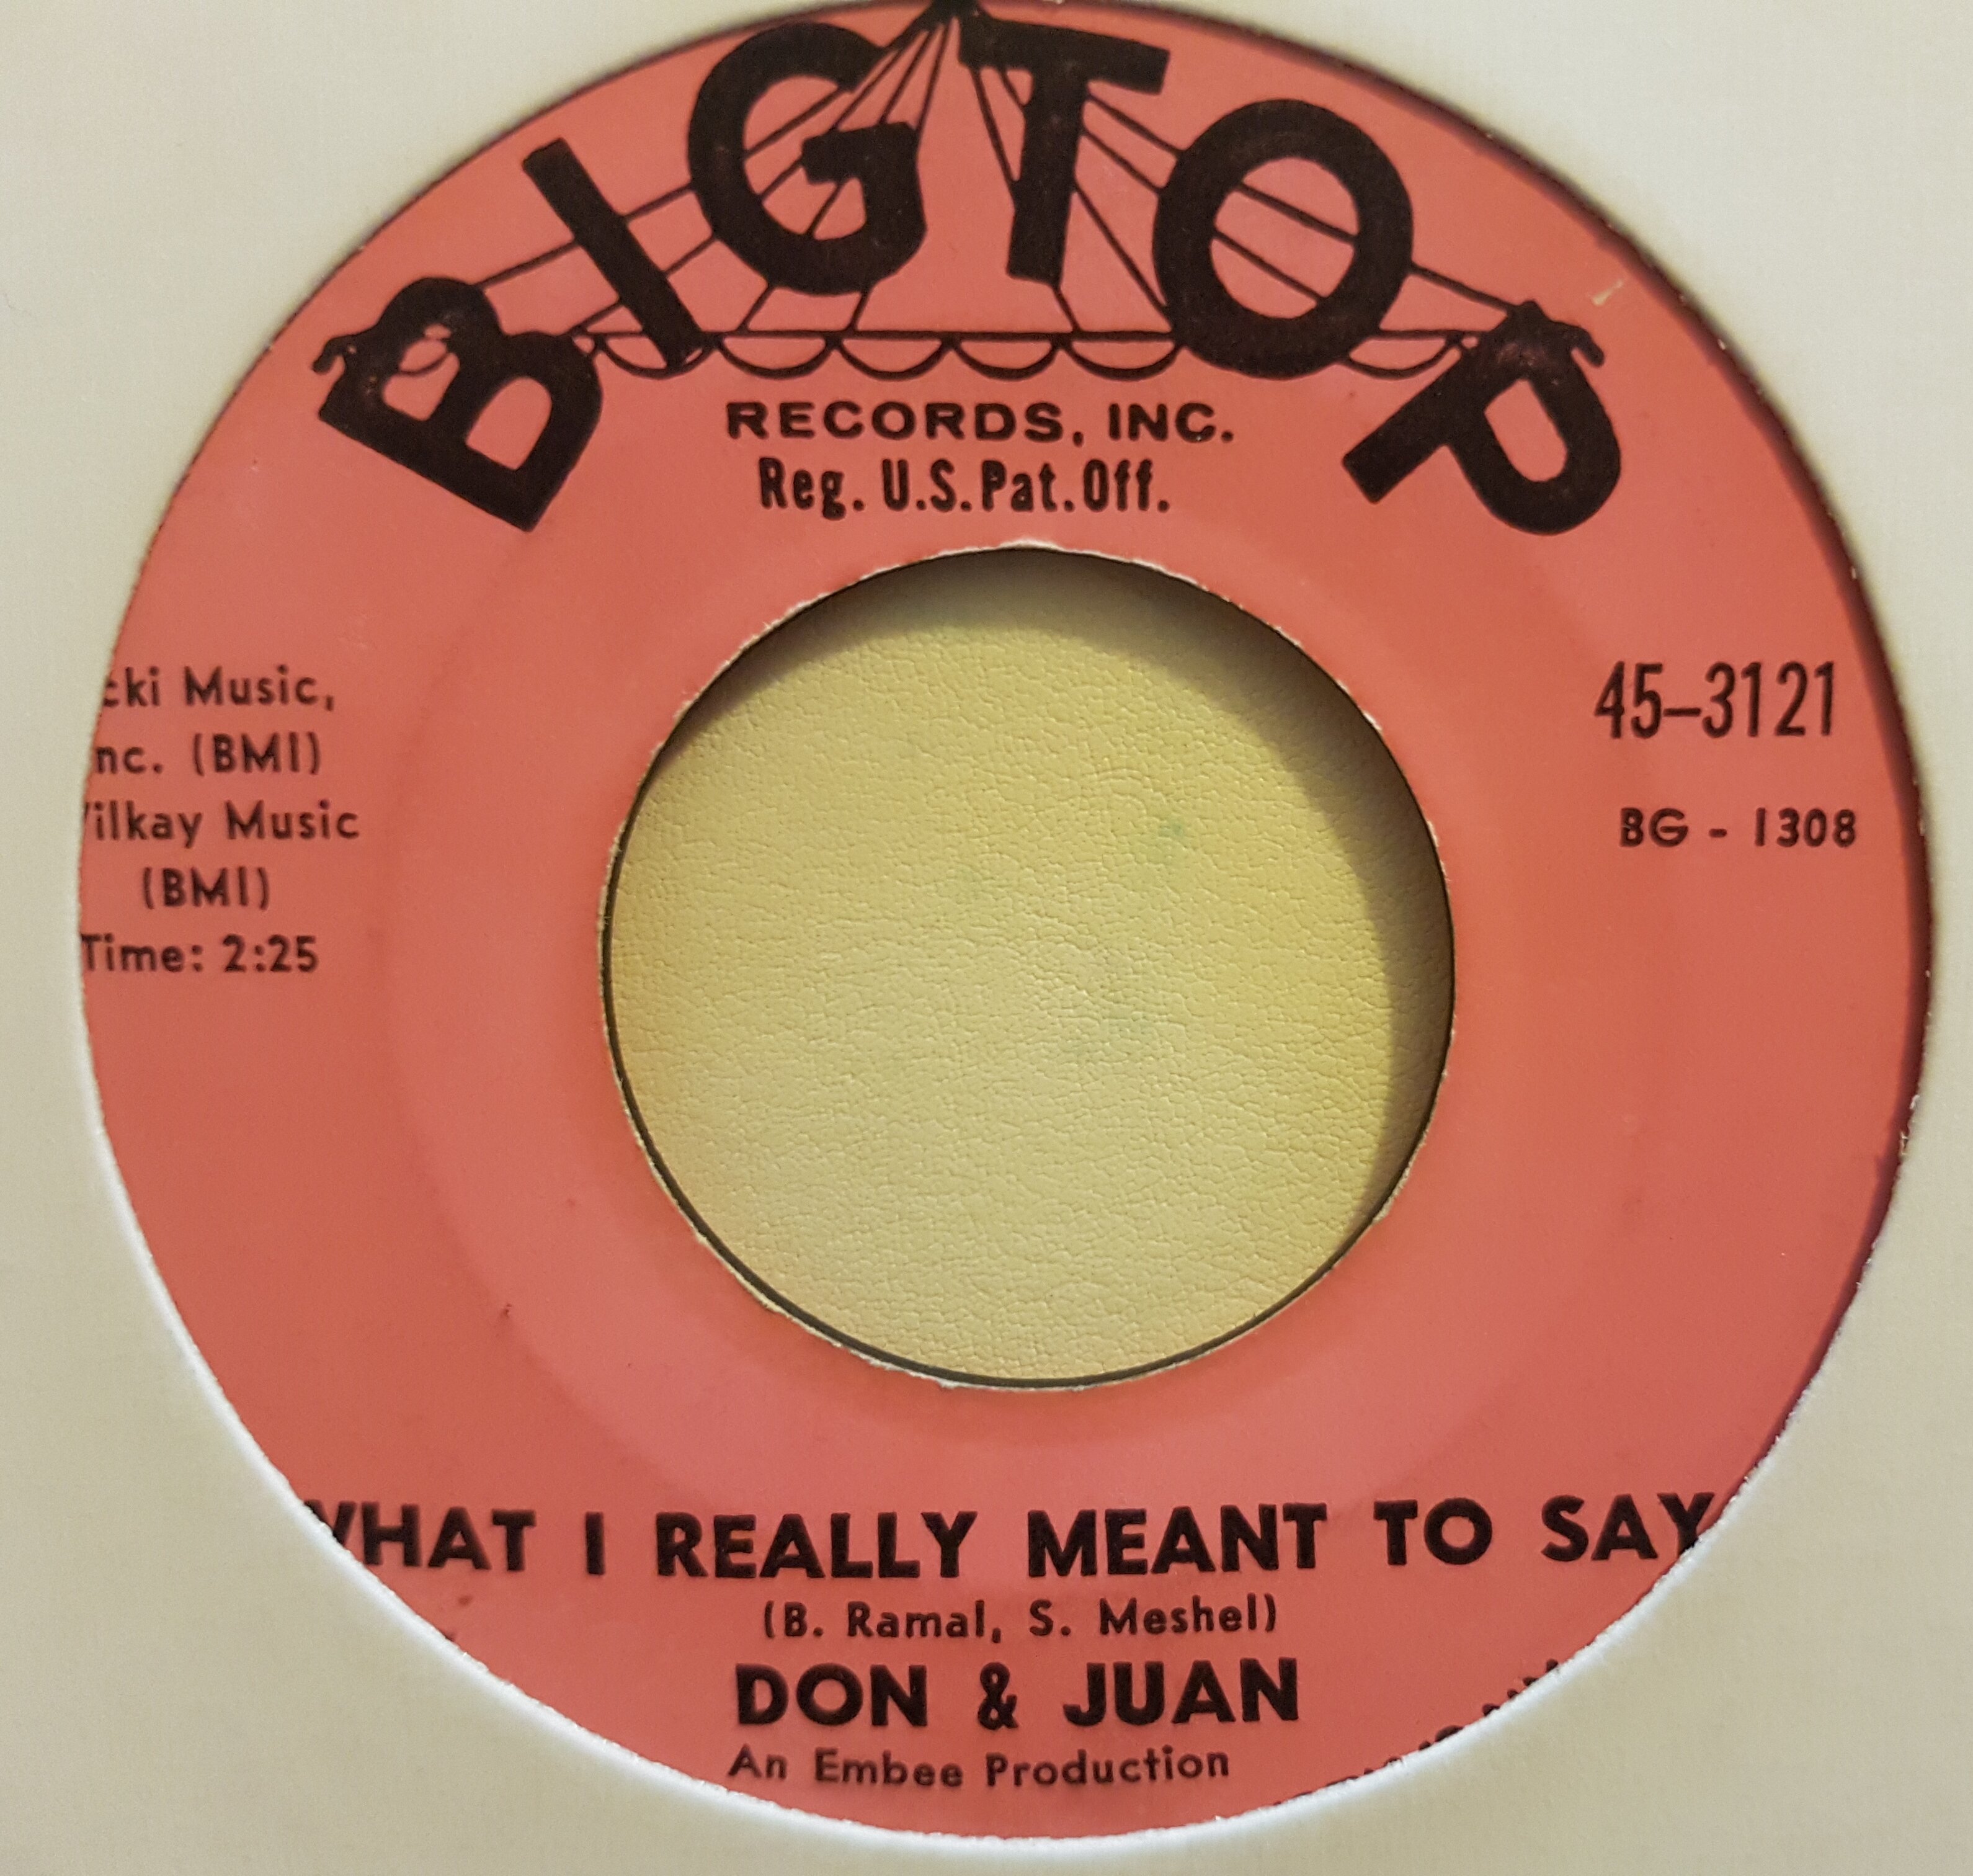 BIGTOP
RECORDS, INC.
Reg. U.S. Pat. Off.
Music,
(BMI)
Music
(BMI)
Time: 2:25
45-3121
BG - 1308
WHAT I REALLY MEANT TO SAY
(B. Ramal, S. Meshel)
DON & JUAN
An Embee Production